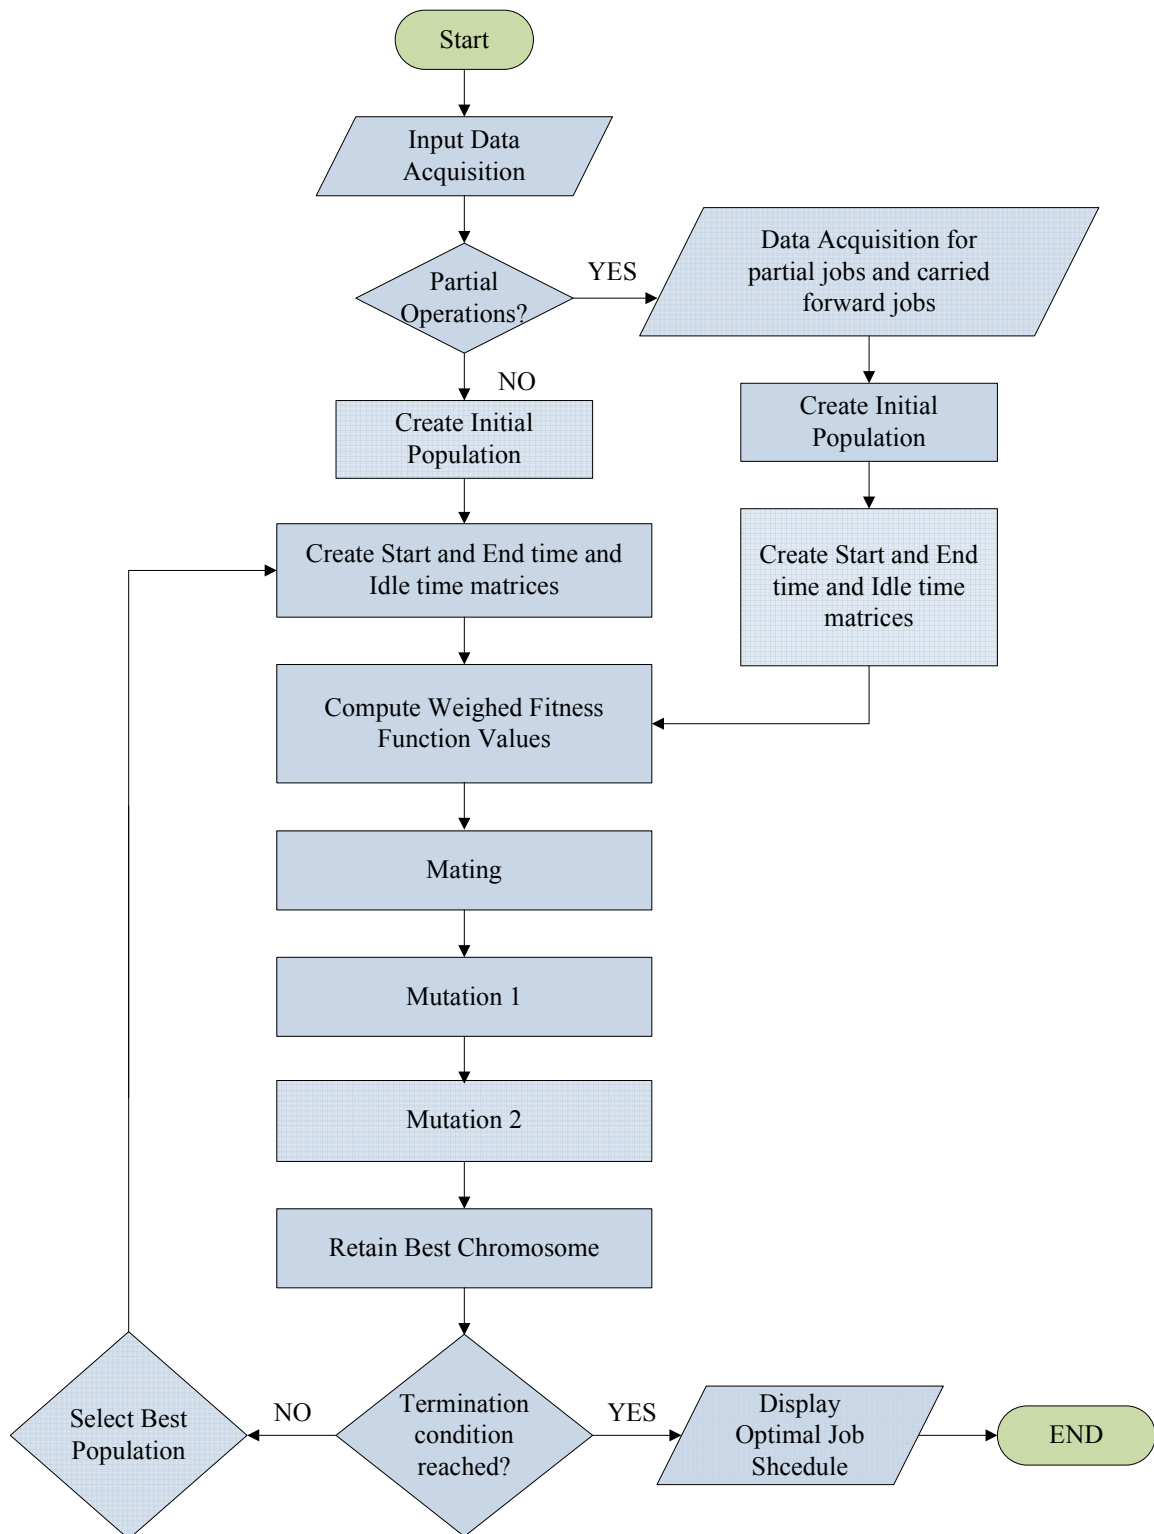 Start
Input Data
Acquisition
Partial
Operations?
YES
Data Acquisition for
partial jobs and carried
forward jobs
NO
Create Initial
Population
Create Initial
Population
Create Start and End time and
Idle time matrices
Create Start and End
time and Idle time
matrices
Compute Weighed Fitness
Function Values
Mating
Mutation 1
Mutation 2
Retain Best Chromosome
Termination
condition
reached?
NO
Select Best
Population
YES
Display
Optimal Job
Shcedule
END